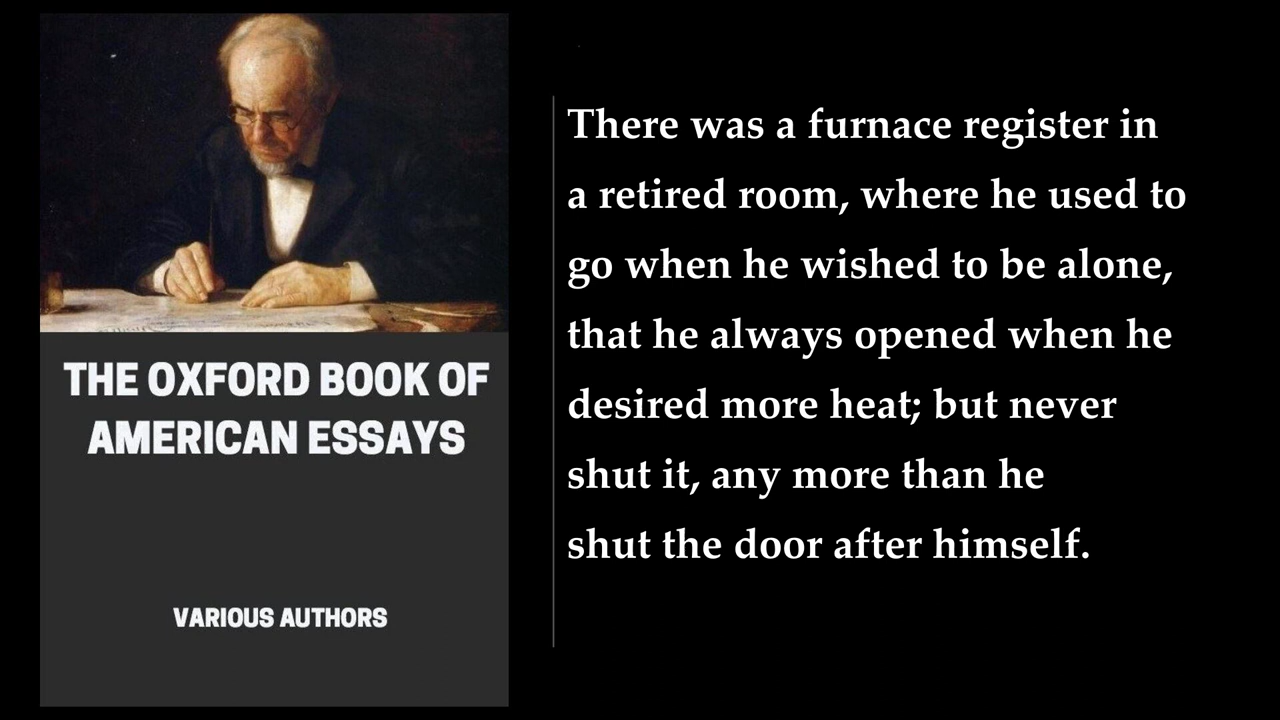 THE OXFORD BOOK OF
AMERICAN ESSAYS
VARIOUS AUTHORS
There was a furnace register in
a retired room, where he used to
go when he wished to be alone,
that he always opened when he
desired more heat; but never
shut it, any more than he
shut the door after himself.